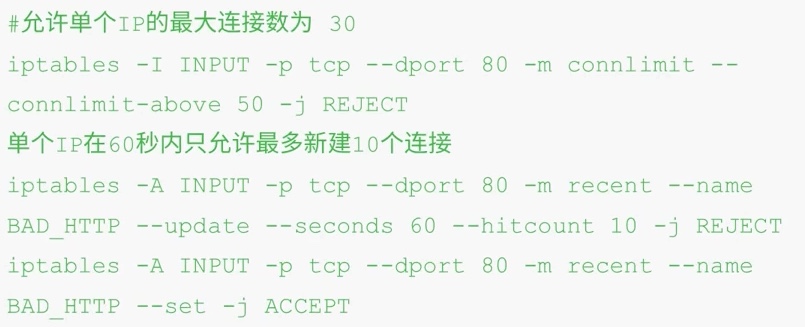 #允许单个IP的最大连接数为 30
iptables -I INPUT -p tcp --dport 80 -m connlimit --
connlimit-above 50 -j REJECT
单个IP在60秒内只允许最多新建10个连接
iptables -A INPUT -p tcp --dport 80 -m recent --name
BAD_HTTP --update --seconds 60 --hitcount 10 -j REJECT
iptables -A INPUT -p tcp --dport 80 -m recent --name
BAD_HTTP --set -j ACCEPT